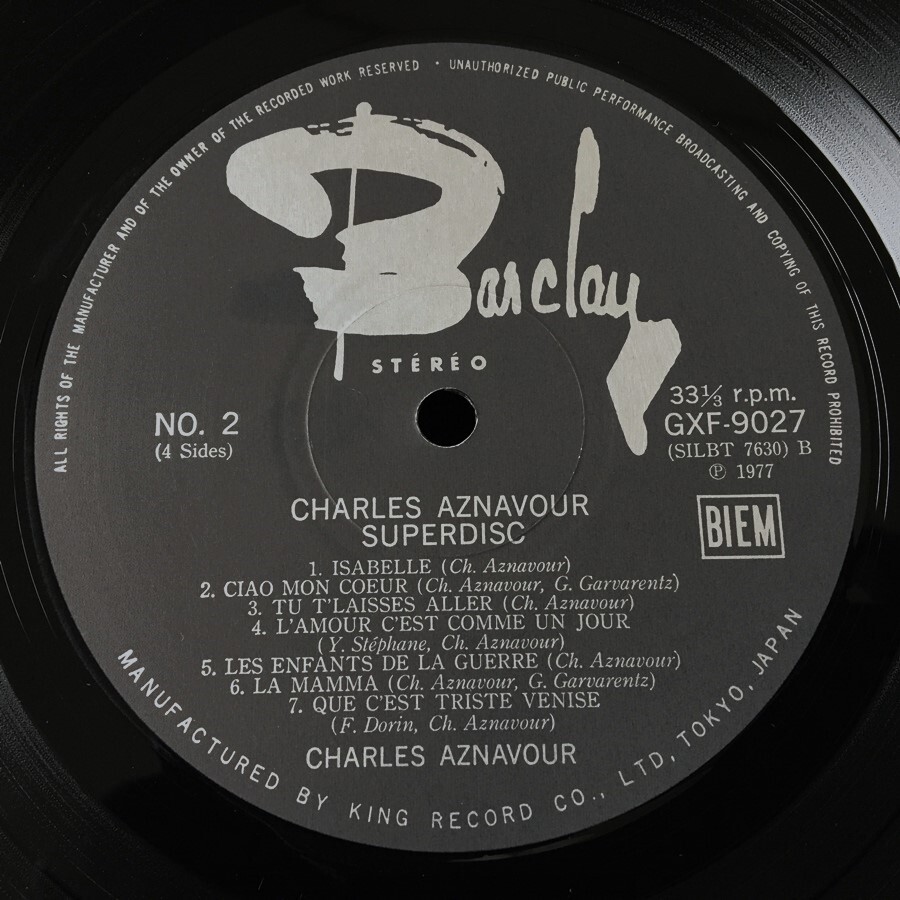 ALL RIGHTS OF THE MANUFACTURER AND OF THE OWNER OF THE RECORDED WORK RESERVED • UNAUTHORIZED PUBLIC PERFORMANCE BROADCASTING AND COPYING OF THIS RECORD PROHIBITED
Barclay
STÉRÉO
NO. 2
(4 Sides)
33⅓ r.p.m.
GXF-9027
(SILBT 7630) B
Ⓟ 1977
BIEM
CHARLES AZNAVOUR
SUPERDISC
1. ISABELLE (Ch. Aznavour)
2. CIAO MON COEUR (Ch. Aznavour, G. Garvarentz)
3. TU T'LAISSES ALLER (Ch. Aznavour)
4. L'AMOUR C'EST COMME UN JOUR
(Y. Stéphane, Ch. Aznavour)
5. LES ENFANTS DE LA GUERRE (Ch. Aznavour)
6. LA MAMMA (Ch. Aznavour, G. Garvarentz)
7. QUE C'EST TRISTE VENISE
(F. Dorin, Ch. Aznavour)
CHARLES AZNAVOUR
MANUFACTURED BY KING RECORD CO., LTD, TOKYO, JAPAN